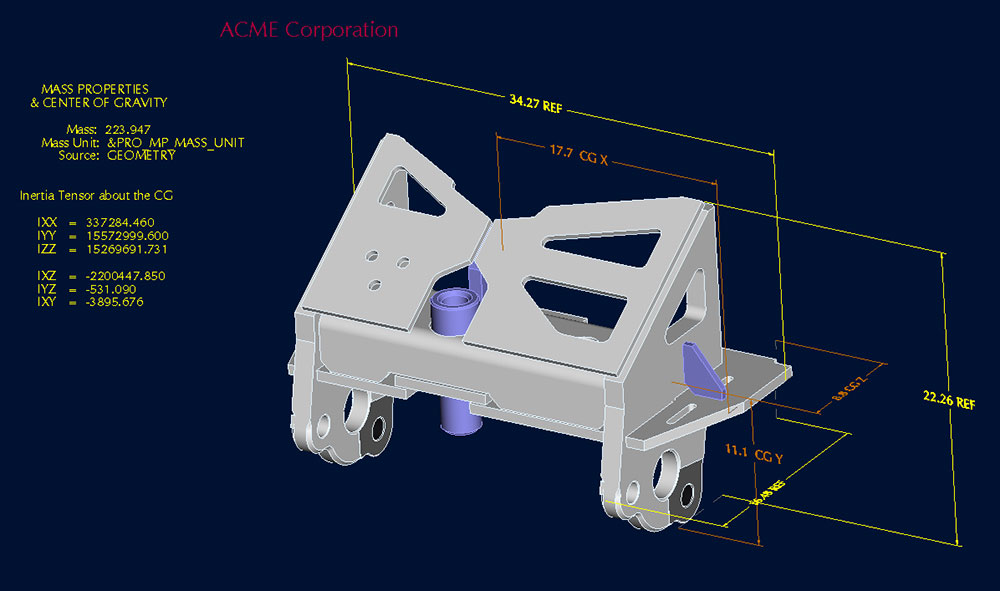 ACME Corporation
MASS PROPERTIES
& CENTER OF GRAVITY
Mass: 223.947
Mass Unit: &PRO_MP_MASS_UNIT
Source: GEOMETRY
Inertia Tensor about the CG
IXX = 337284.460
IYY = 15572999.600
IZZ = 15269691.731
IXZ = -2200447.850
IYZ = -531.090
IXY = -3895.676
34.27 REF
17.7 CG X
8.8 CG Z
22.26 REF
11.1 CG Y
REF